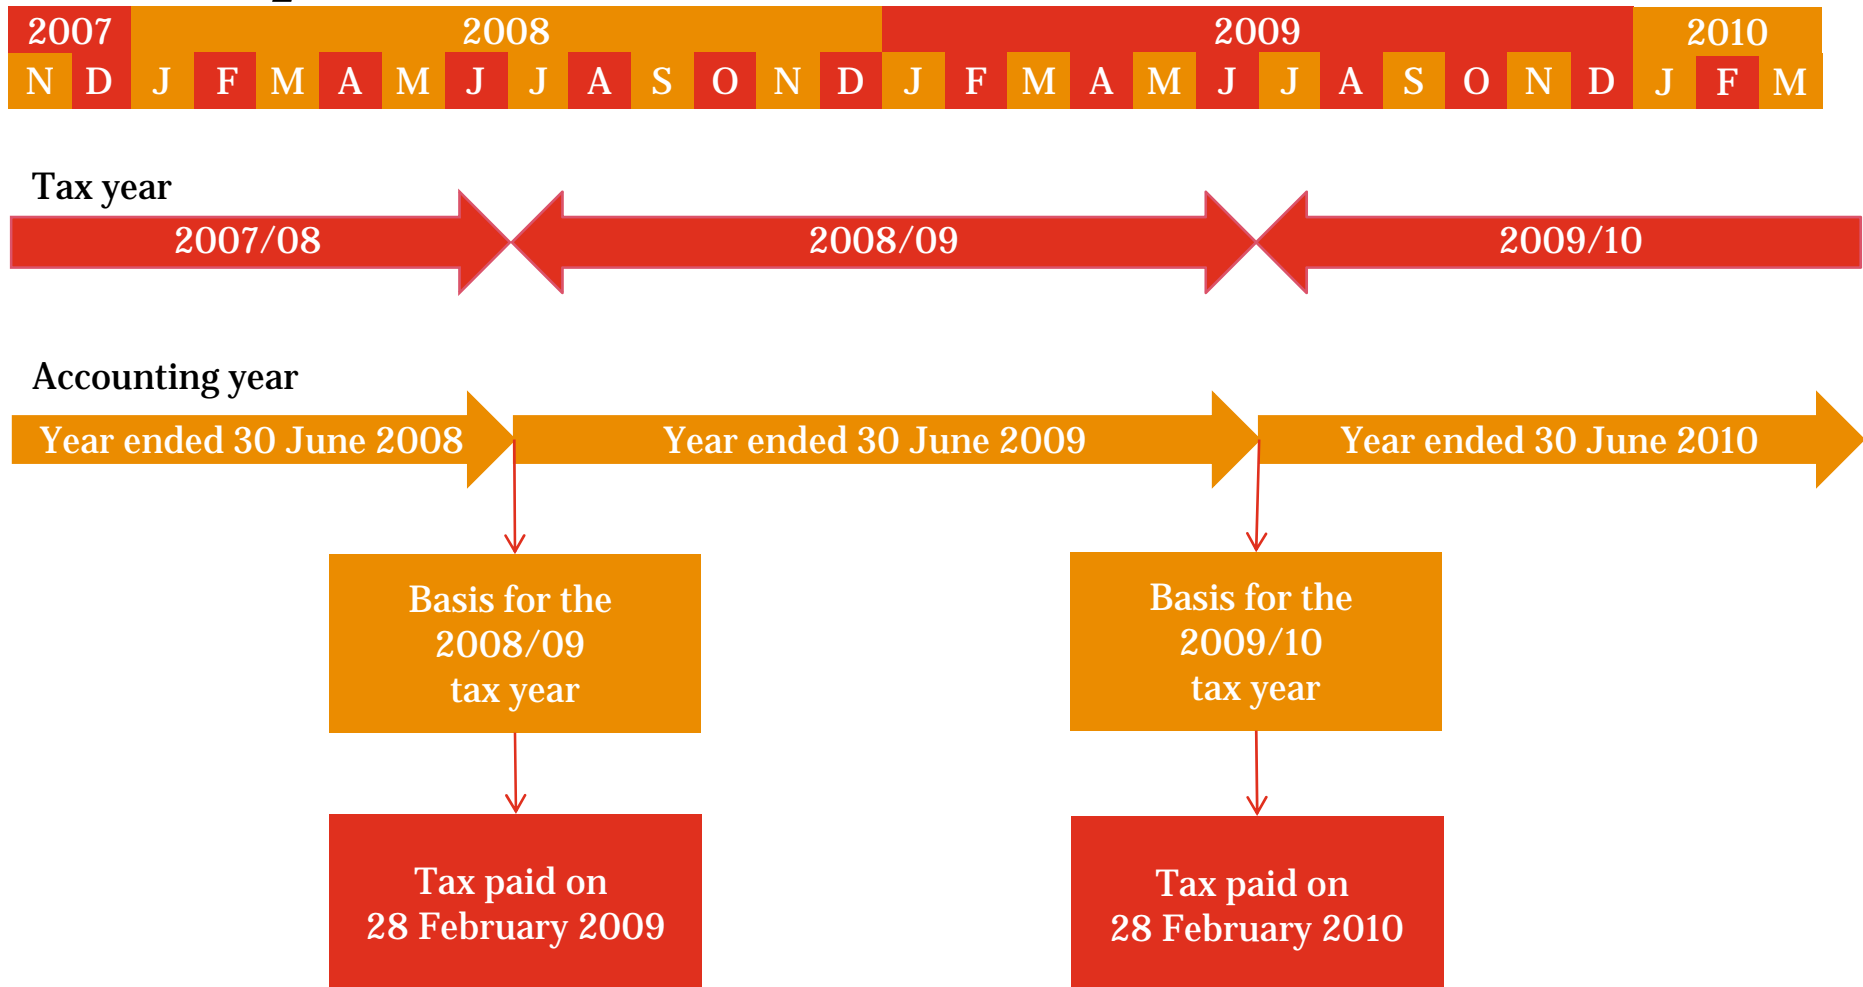 2007 2008 2009 2010
N D J F M A M J J A S O N D J F M A M J J A S O N D J F M
Tax year
2007/08 2008/09 2009/10
Accounting year
Year ended 30 June 2008 Year ended 30 June 2009 Year ended 30 June 2010
Basis for the
2008/09
tax year
Basis for the
2009/10
tax year
Tax paid on
28 February 2009
Tax paid on
28 February 2010